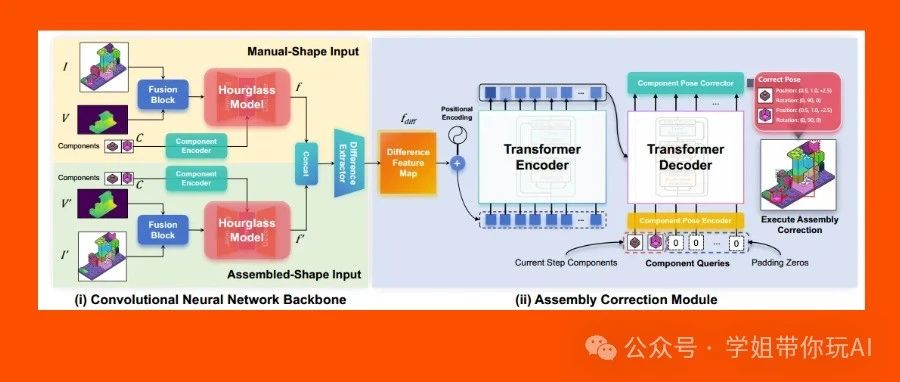 Manual-Shape Input
I
Fusion
Block
Hourglass
Model
f
V
Components
C
Component
Encoder
Components
C
Component
Encoder
V'
Fusion
Block
Hourglass
Model
f'
I'
Assembled-Shape Input
Concat
Difference
Extractor
f_diff
Difference
Feature
Map
Positional
Encoding
+
...
Transformer
Encoder
...
Component Pose Corrector
...
Transformer
Decoder
Component Pose Encoder
0 0 ... 0
Current Step Components
Component Queries
Padding Zeros
Correct Pose
Position: (0.5, 1.0, +2.5)
Rotation: (0, 90, 0)
Position: (0.5, 1.0, +2.5)
Rotation: (0, 90, 0)
Execute Assembly
Correction
(i) Convolutional Neural Network Backbone
(ii) Assembly Correction Module
公众号 · 学姐带你玩AI